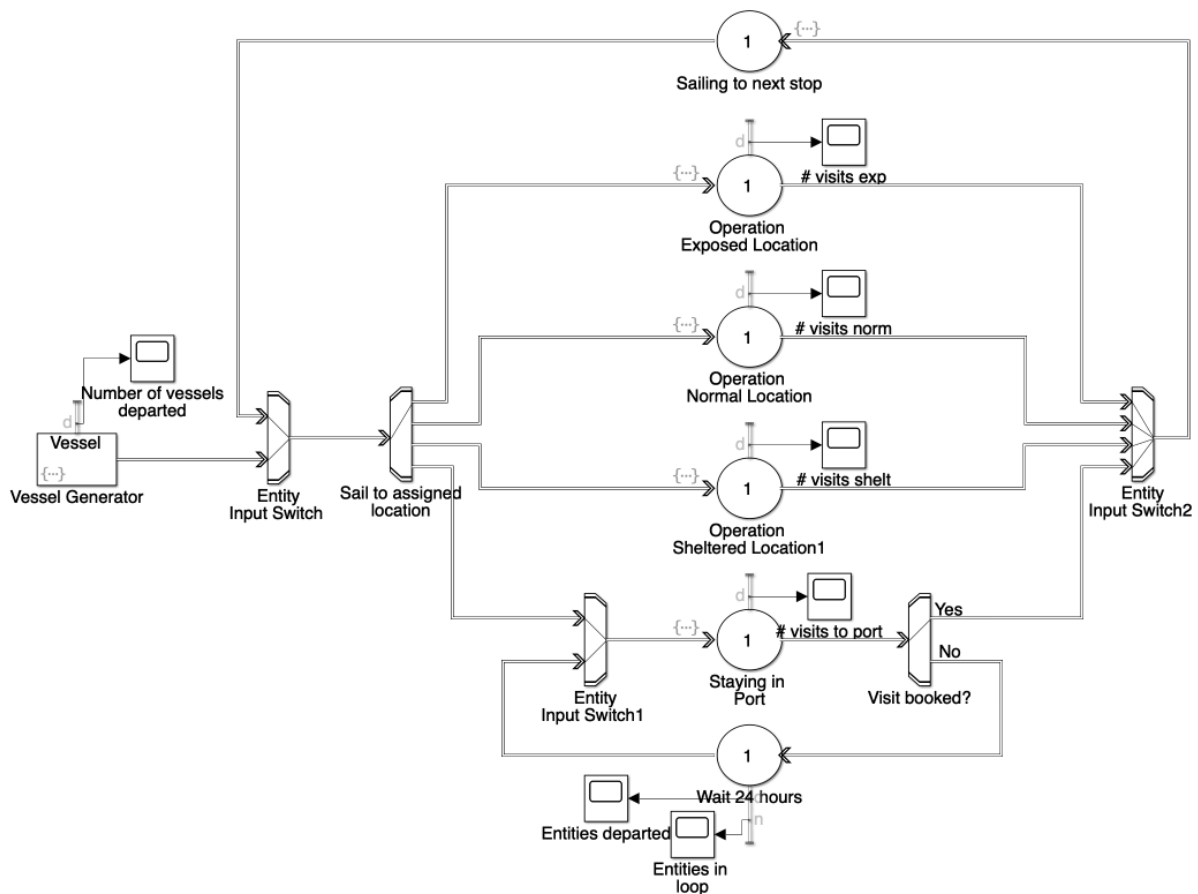 1
{...}
Sailing to next stop
d
{...}
1
# visits exp
Operation
Exposed Location
d
{...}
1
# visits norm
Operation
Normal Location
Number of vessels
departed
d
Vessel
{...}
Vessel Generator
Entity
Input Switch
Sail to assigned
location
d
{...}
1
# visits shelt
Operation
Sheltered Location1
Entity
Input Switch2
d
{...}
1
# visits to port
Staying in
Port
Entity
Input Switch1
Yes
No
Visit booked?
1
Wait 24 hours
d
n
Entities departed
Entities in
loop